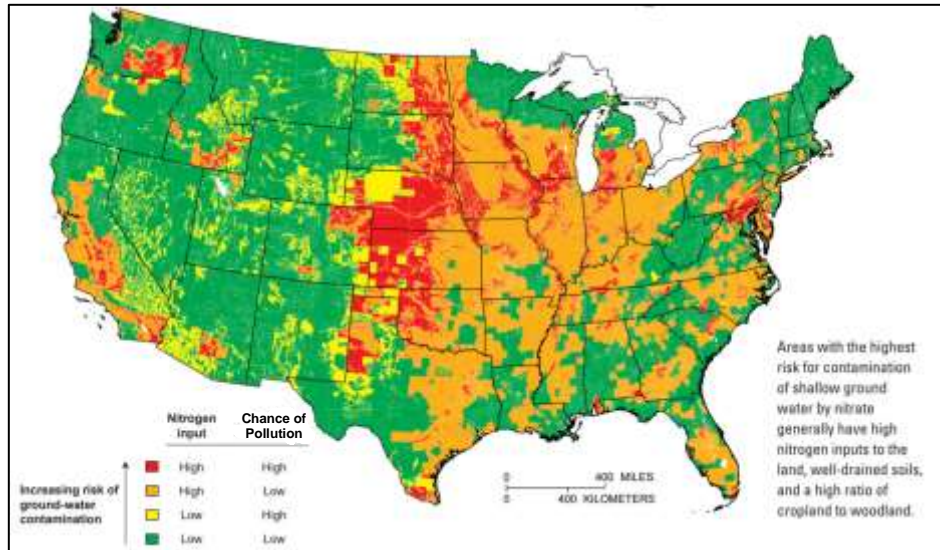 Nitrogen Chance of
input Pollution
High High
High Low
Low High
Low Low
Increasing risk of
ground-water
contamination
0 400 MILES
0 400 KILOMETERS
Areas with the highest
risk for contamination
of shallow ground
water by nitrate
generally have high
nitrogen inputs to the
land, well-drained soils,
and a high ratio of
cropland to woodland.